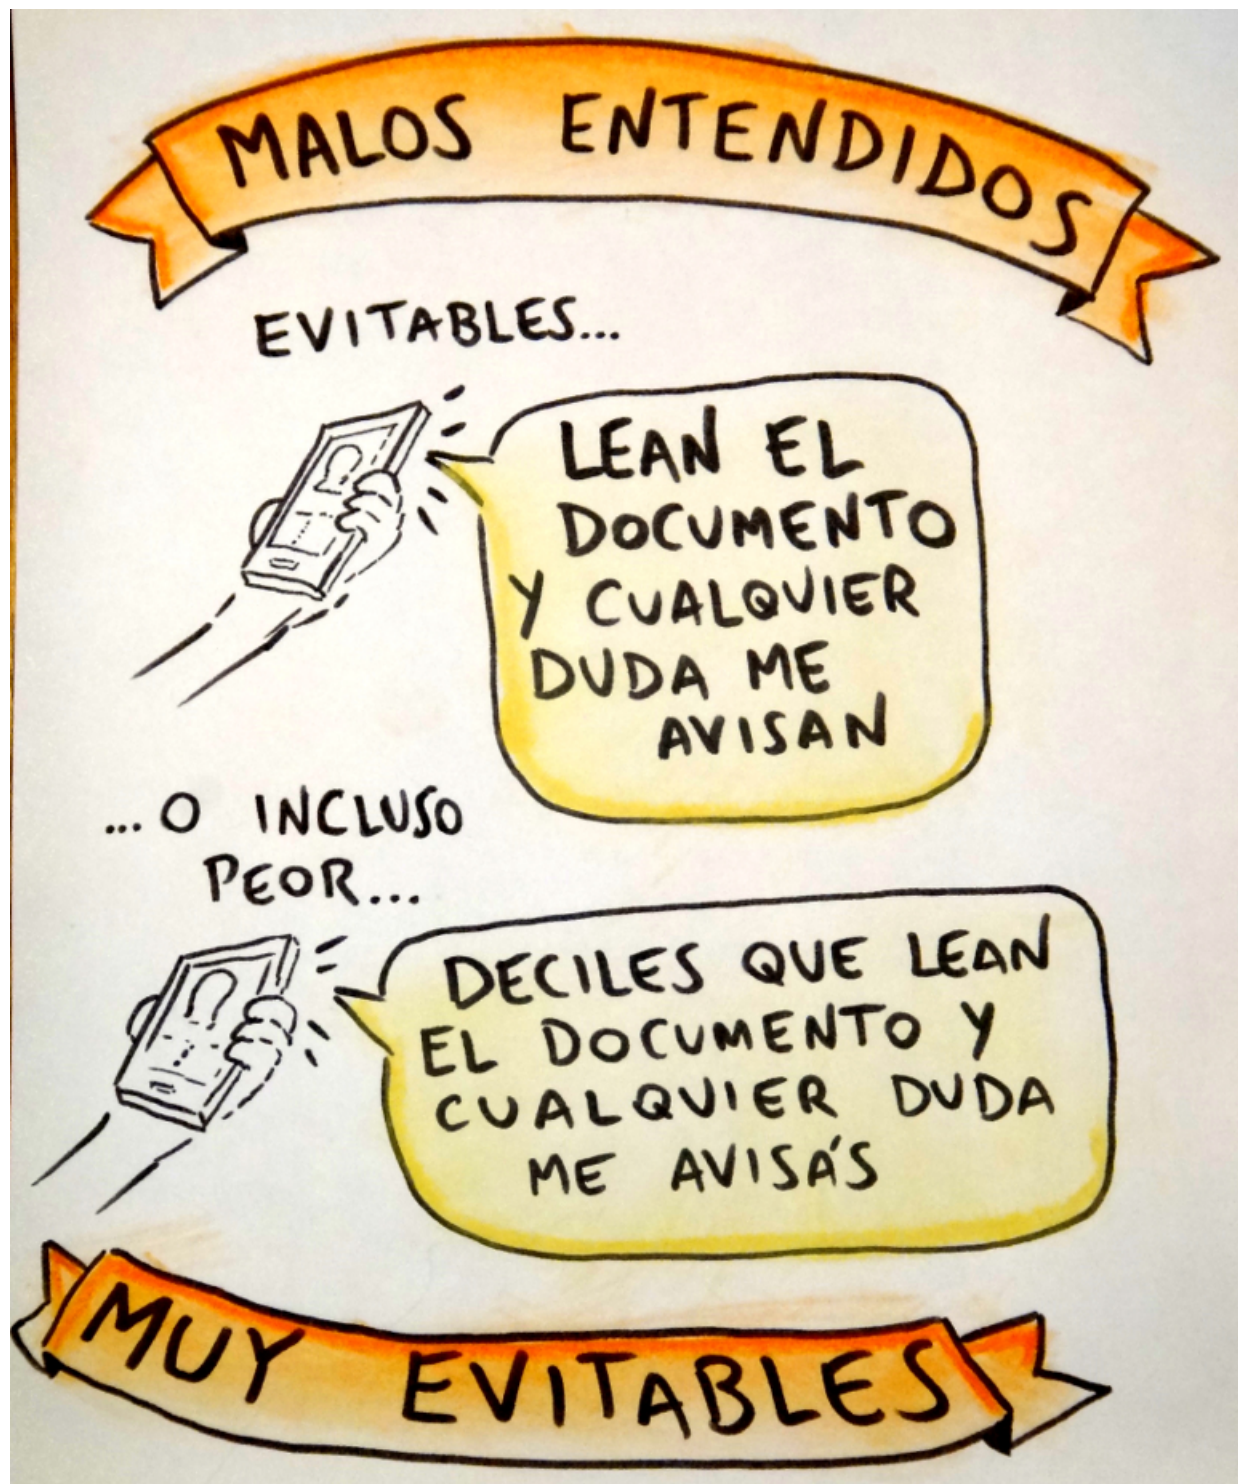 MALOS ENTENDIDOS
EVITABLES...
LEAN EL
DOCUMENTO
Y CUALQUIER
DUDA ME
AVISAN
...O INCLUSO
PEOR...
DECILES QUE LEAN
EL DOCUMENTO Y
CUALQUIER DUDA
ME AVISÁS
MUY EVITABLES